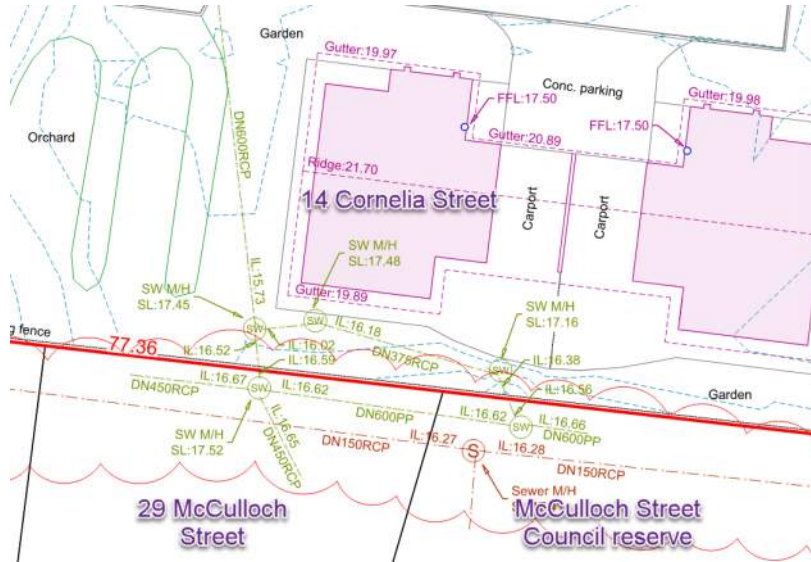 Garden
Gutter:19.97
Conc. parking
Gutter:19.98
FFL:17.50
FFL:17.50
Orchard
DN600RCP
Gutter:20.89
Ridge:21.70
14 Cornelia Street
Carport
Carport
SW M/H
SL:17.48
IL:15.73
SW M/H
SL:17.45
Gutter:19.89
SW M/H
SL:17.16
SW
SW
IL:16.18
g fence
77.36
IL:16.52
IL:16.02
IL:16.59
DN375RCP
IL:16.38
SW
DN450RCP
IL:16.67
IL:16.62
SW
IL:16.56
Garden
DN600PP
IL:16.62
IL:16.66
SW
DN600PP
IL:16.65
DN450RCP
SW M/H
SL:17.52
DN150RCP
IL:16.27
S
IL:16.28
DN150RCP
Sewer M/H
29 McCulloch
Street
McCulloch Street
Council reserve